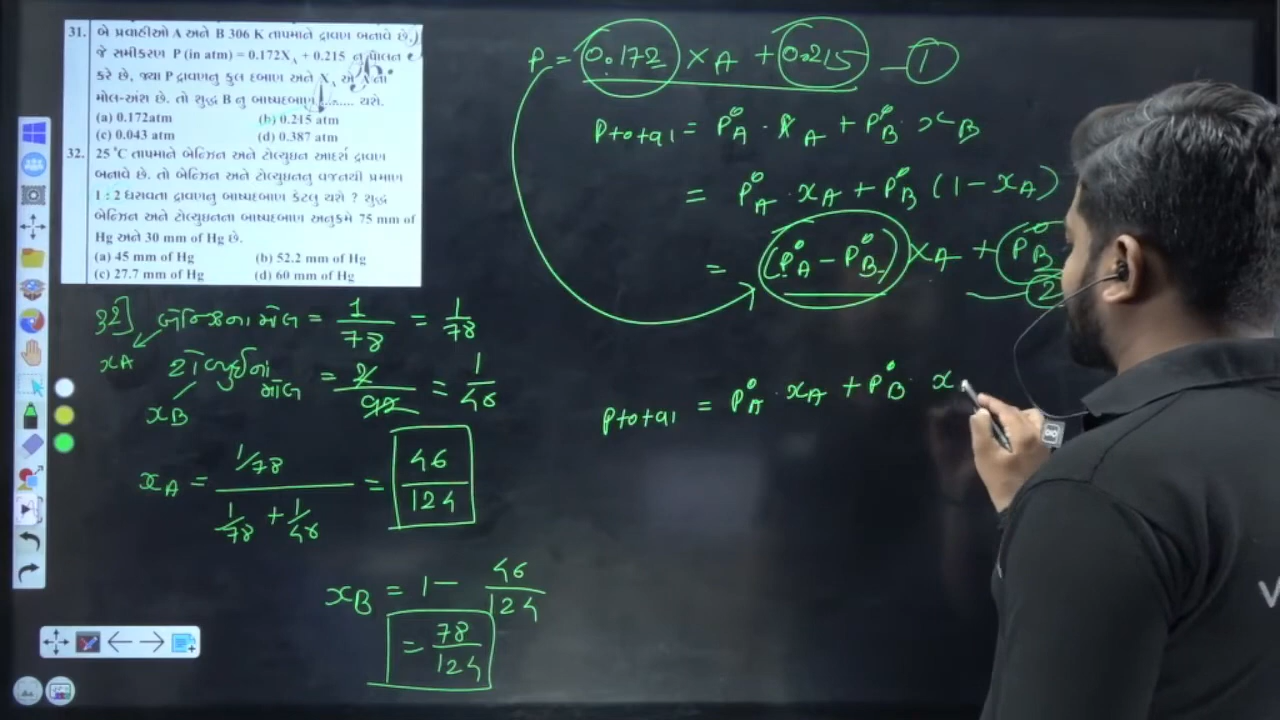 31. બે પ્રવાહીઓ A અને B 306 K તાપમાને દ્રાવણ બનાવે છે.
જે સમીકરણ P (in atm) = 0.172X_A + 0.215 નુ પાલન
કરે છે, જ્યા P દ્રાવણનુ કુલ દબાણ અને X_A એ A ના
મોલ-અંશ છે. તો શુદ્ધ B નુ બાષ્પદબાણ ......... થશે.
(a) 0.172atm (b) 0.215 atm
(c) 0.043 atm (d) 0.387 atm
32. 25 °C તાપમાને બેન્ઝિન અને ટોલ્યુઇન આદર્શ દ્રાવણ
બનાવે છે. તો બેન્ઝિન અને ટોલ્યુઇનનુ વજનથી પ્રમાણ
1 : 2 ધરાવતા દ્રાવણનુ બાષ્પદબાણ કેટલુ થશે ? શુદ્ધ
બેન્ઝિન અને ટોલ્યુઇનના બાષ્પદબાણ અનુક્રમે 75 mm of
Hg અને 30 mm of Hg છે.
(a) 45 mm of Hg (b) 52.2 mm of Hg
(c) 27.7 mm of Hg (d) 60 mm of Hg
32] બેન્ઝિનના મોલ = 1/78 = 1/78
x_A
ટોલ્યુઈનના મોલ = 2/92 = 1/46
x_B
x_A = (1/78) / (1/78 + 1/46) = 46/124
x_B = 1 − 46/124
= 78/124
P = 0.172 x_A + 0.215 — ①
P_total = P°_A · x_A + P°_B · x_B
= P°_A · x_A + P°_B (1 − x_A)
= (P°_A − P°_B) x_A + P°_B
— ②
P_total = P°_A · x_A + P°_B · x